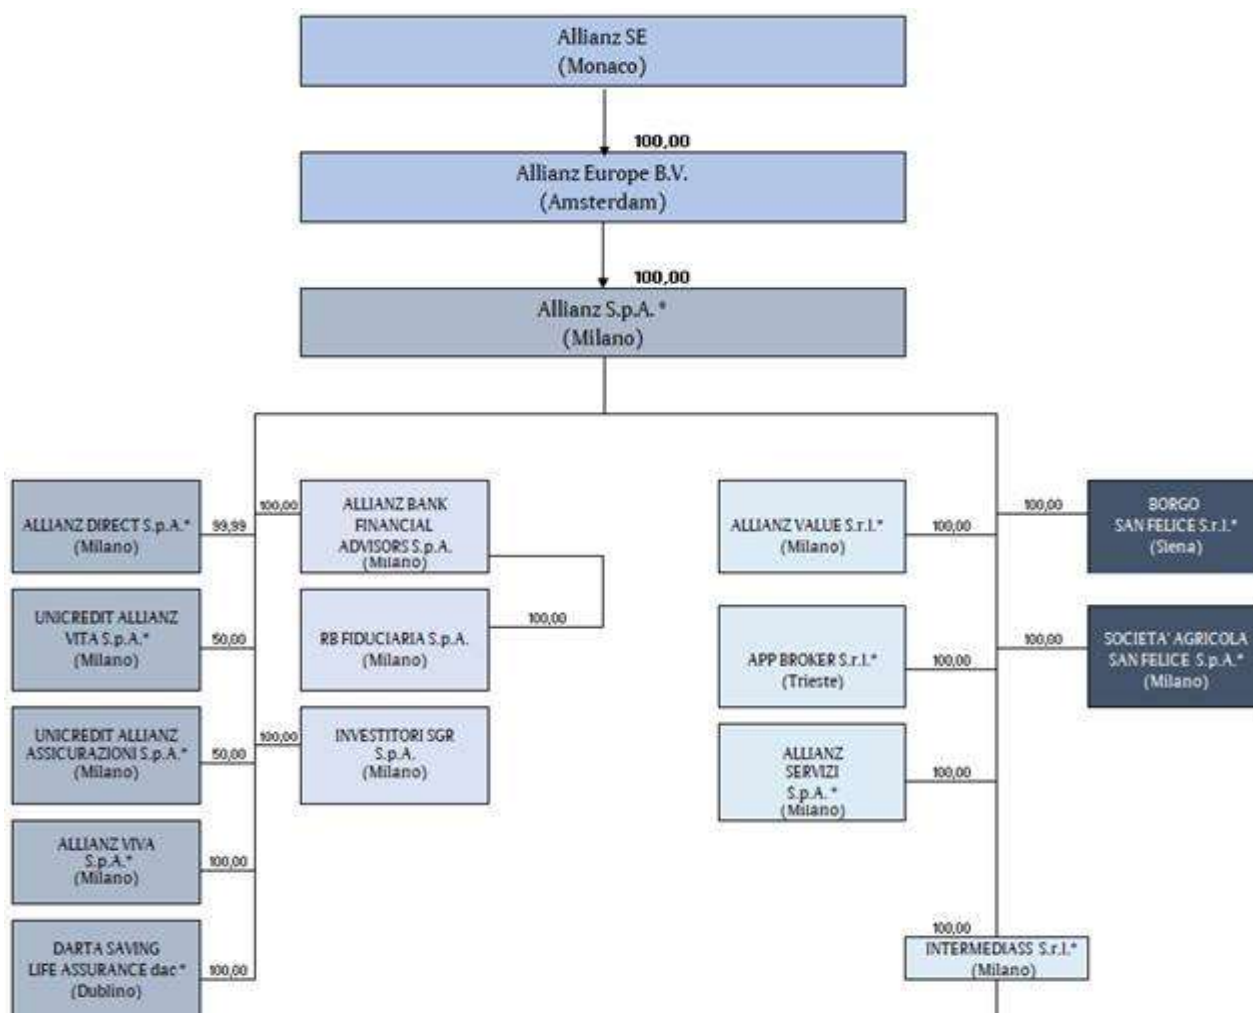 Allianz SE
(Monaco)
100,00
Allianz Europe B.V.
(Amsterdam)
100,00
Allianz S.p.A. *
(Milano)
ALLIANZ DIRECT S.p.A.*
(Milano)
99,99
100,00
ALLIANZ BANK
FINANCIAL
ADVISORS S.p.A.
(Milano)
ALLIANZ VALUE S.r.l.*
(Milano)
100,00
100,00
BORGO
SAN FELICE S.r.l.*
(Siena)
UNICREDIT ALLIANZ
VITA S.p.A.*
(Milano)
50,00
RB FIDUCIARIA S.p.A.
(Milano)
100,00
APP BROKER S.r.l.*
(Trieste)
100,00
100,00
SOCIETA' AGRICOLA
SAN FELICE S.p.A.*
(Milano)
UNICREDIT ALLIANZ
ASSICURAZIONI S.p.A.*
(Milano)
50,00
100,00
INVESTITORI SGR
S.p.A.
(Milano)
ALLIANZ
SERVIZI
S.p.A. *
(Milano)
100,00
ALLIANZ VIVA
S.p.A.*
(Milano)
100,00
DARTA SAVING
LIFE ASSURANCE dac*
(Dublino)
100,00
100,00
INTERMEDIASS S.r.l.*
(Milano)